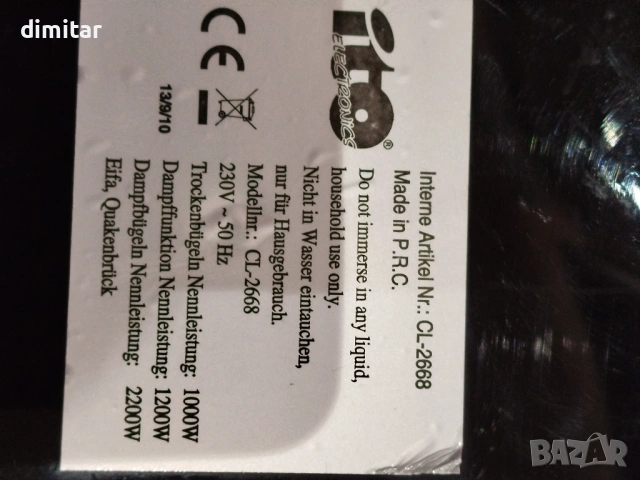 dimitar
ito
ELECTRONICS
®
Interne Artikel Nr.: CL-2668
Made in P.R.C.
Do not immerse in any liquid,
household use only.
Nicht in Wasser eintauchen,
nur für Hausgebrauch.
Modellnr.: CL-2668
230V ~ 50 Hz
Trockenbügeln Nennleistung: 1000W
Dampffunktion Nennleistung: 1200W
Dampfbügeln Nennleistung: 2200W
Eifa, Quakenbrück
CE
13/9/10
BAZAR